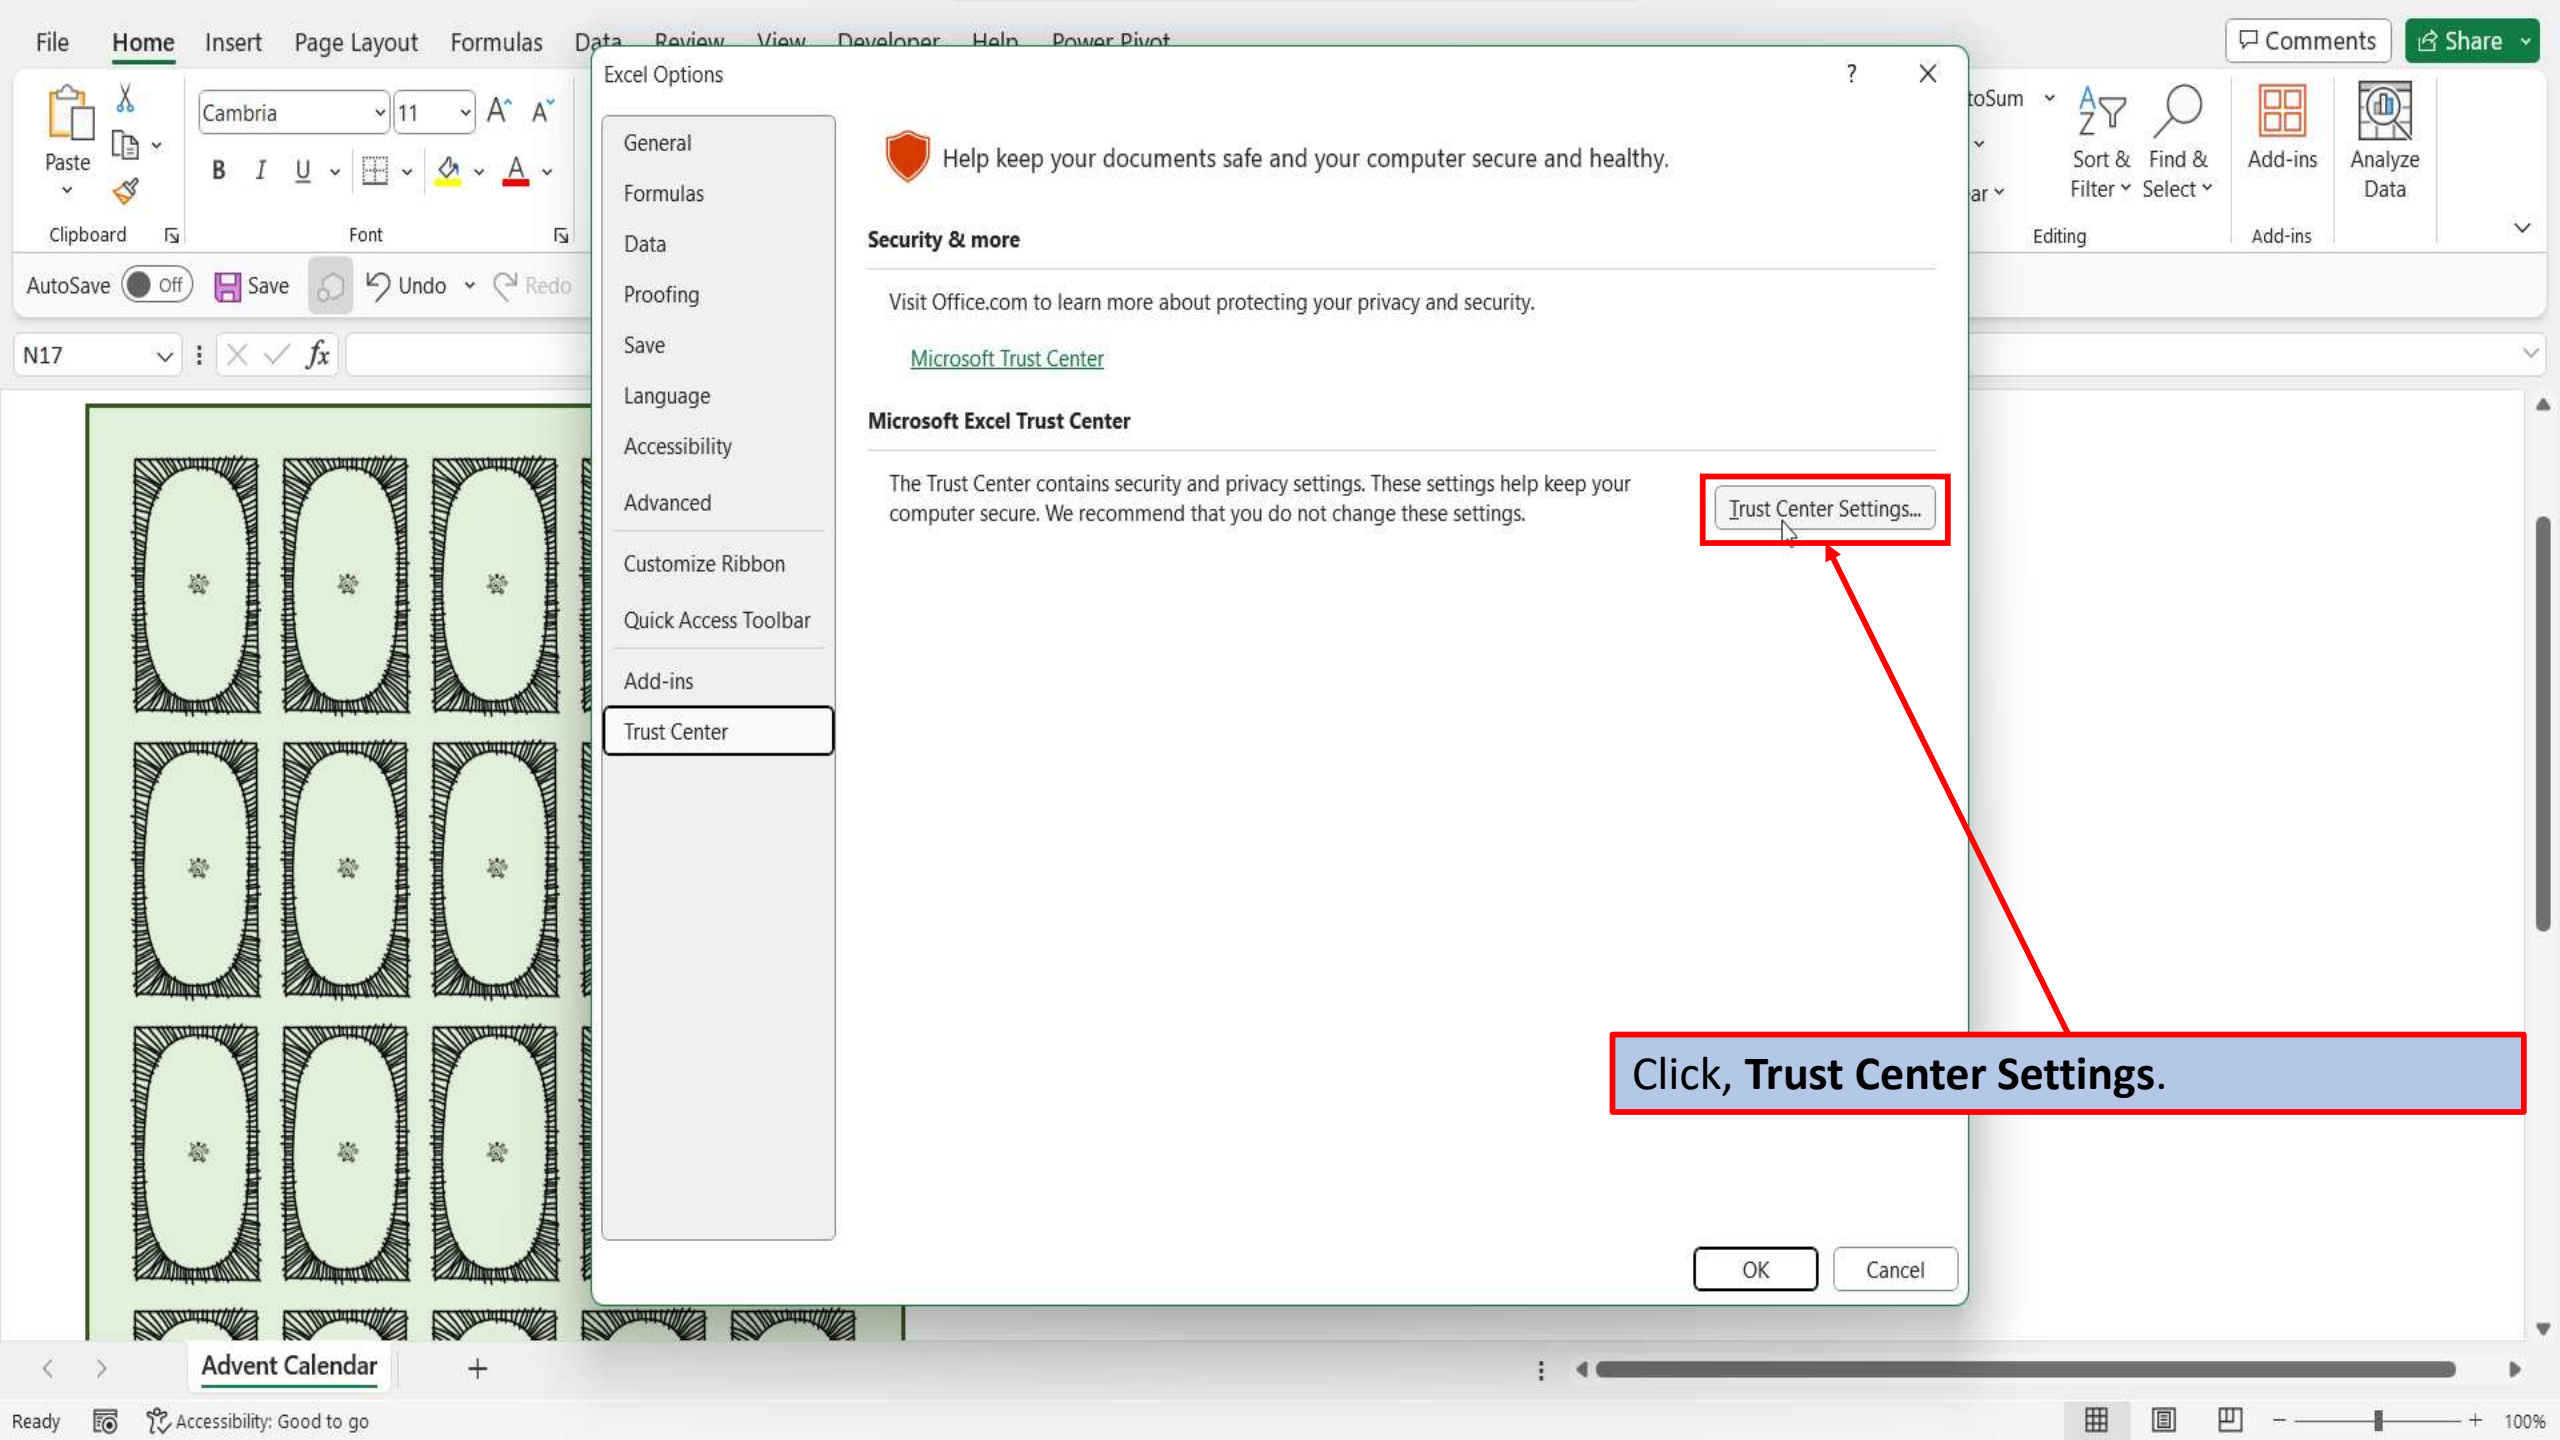 File Home Insert Page Layout Formulas Data Review View Developer Help Power Pivot
Comments Share
Paste
Clipboard
Cambria 11
B I U A
Font
toSum
ar
Sort & Filter
Find & Select
Editing
Add-ins
Add-ins
Analyze Data
AutoSave Off Save Undo Redo
N17 fx
Excel Options ?
General
Formulas
Data
Proofing
Save
Language
Accessibility
Advanced
Customize Ribbon
Quick Access Toolbar
Add-ins
Trust Center
Help keep your documents safe and your computer secure and healthy.
Security & more
Visit Office.com to learn more about protecting your privacy and security.
Microsoft Trust Center
Microsoft Excel Trust Center
The Trust Center contains security and privacy settings. These settings help keep your
computer secure. We recommend that you do not change these settings.
Trust Center Settings...
Click, Trust Center Settings.
OK Cancel
Advent Calendar
Ready Accessibility: Good to go 100%